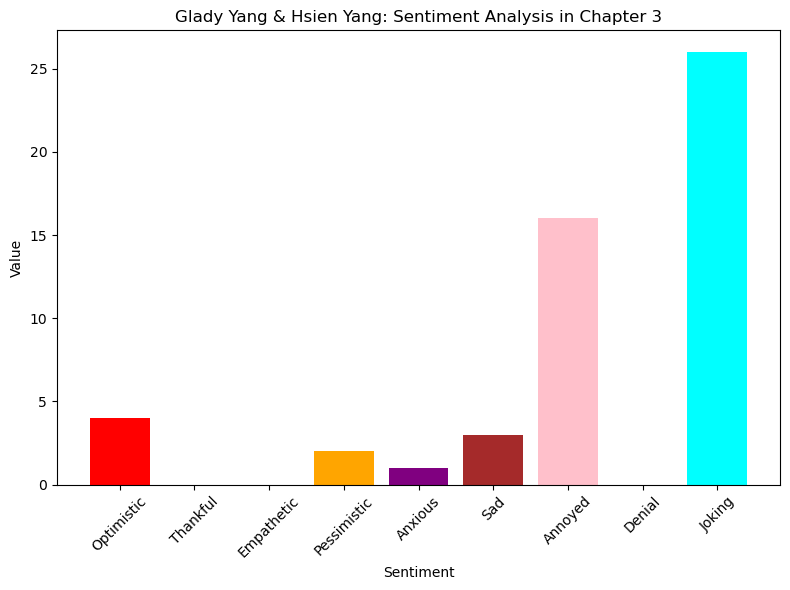 Glady Yang & Hsien Yang: Sentiment Analysis in Chapter 3
Value
25
20
15
10
5
0
Optimistic
Thankful
Empathetic
Pessimistic
Anxious
Sad
Annoyed
Denial
Joking
Sentiment